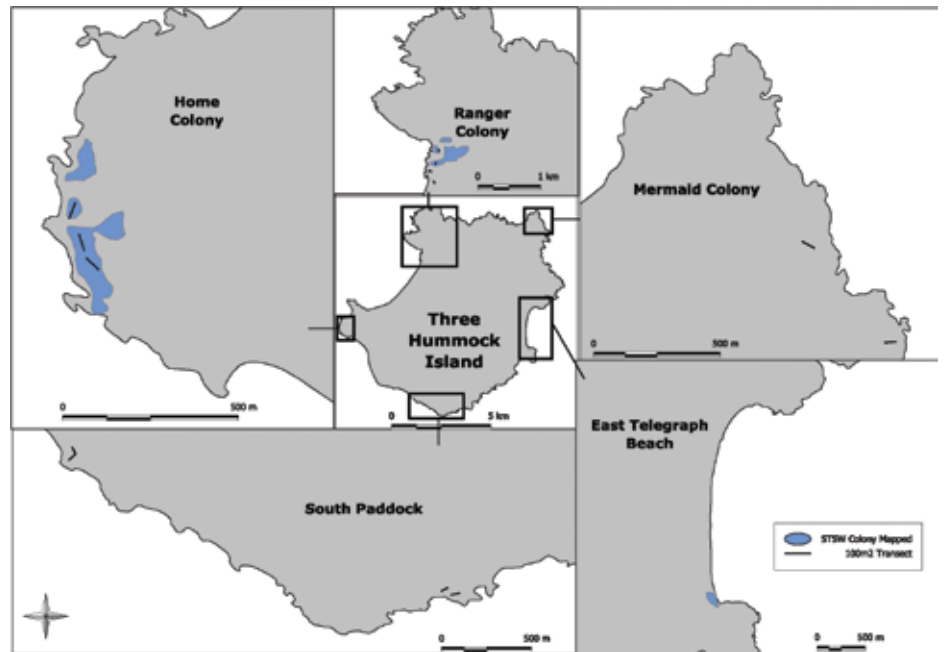 Home
Colony
0 500 m
Ranger
Colony
0 1 km
Mermaid Colony
0 500 m
Three
Hummock
Island
0 5 km
East Telegraph
Beach
STSW Colony Mapped
100m2 Transect
0 500 m
South Paddock
0 500 m